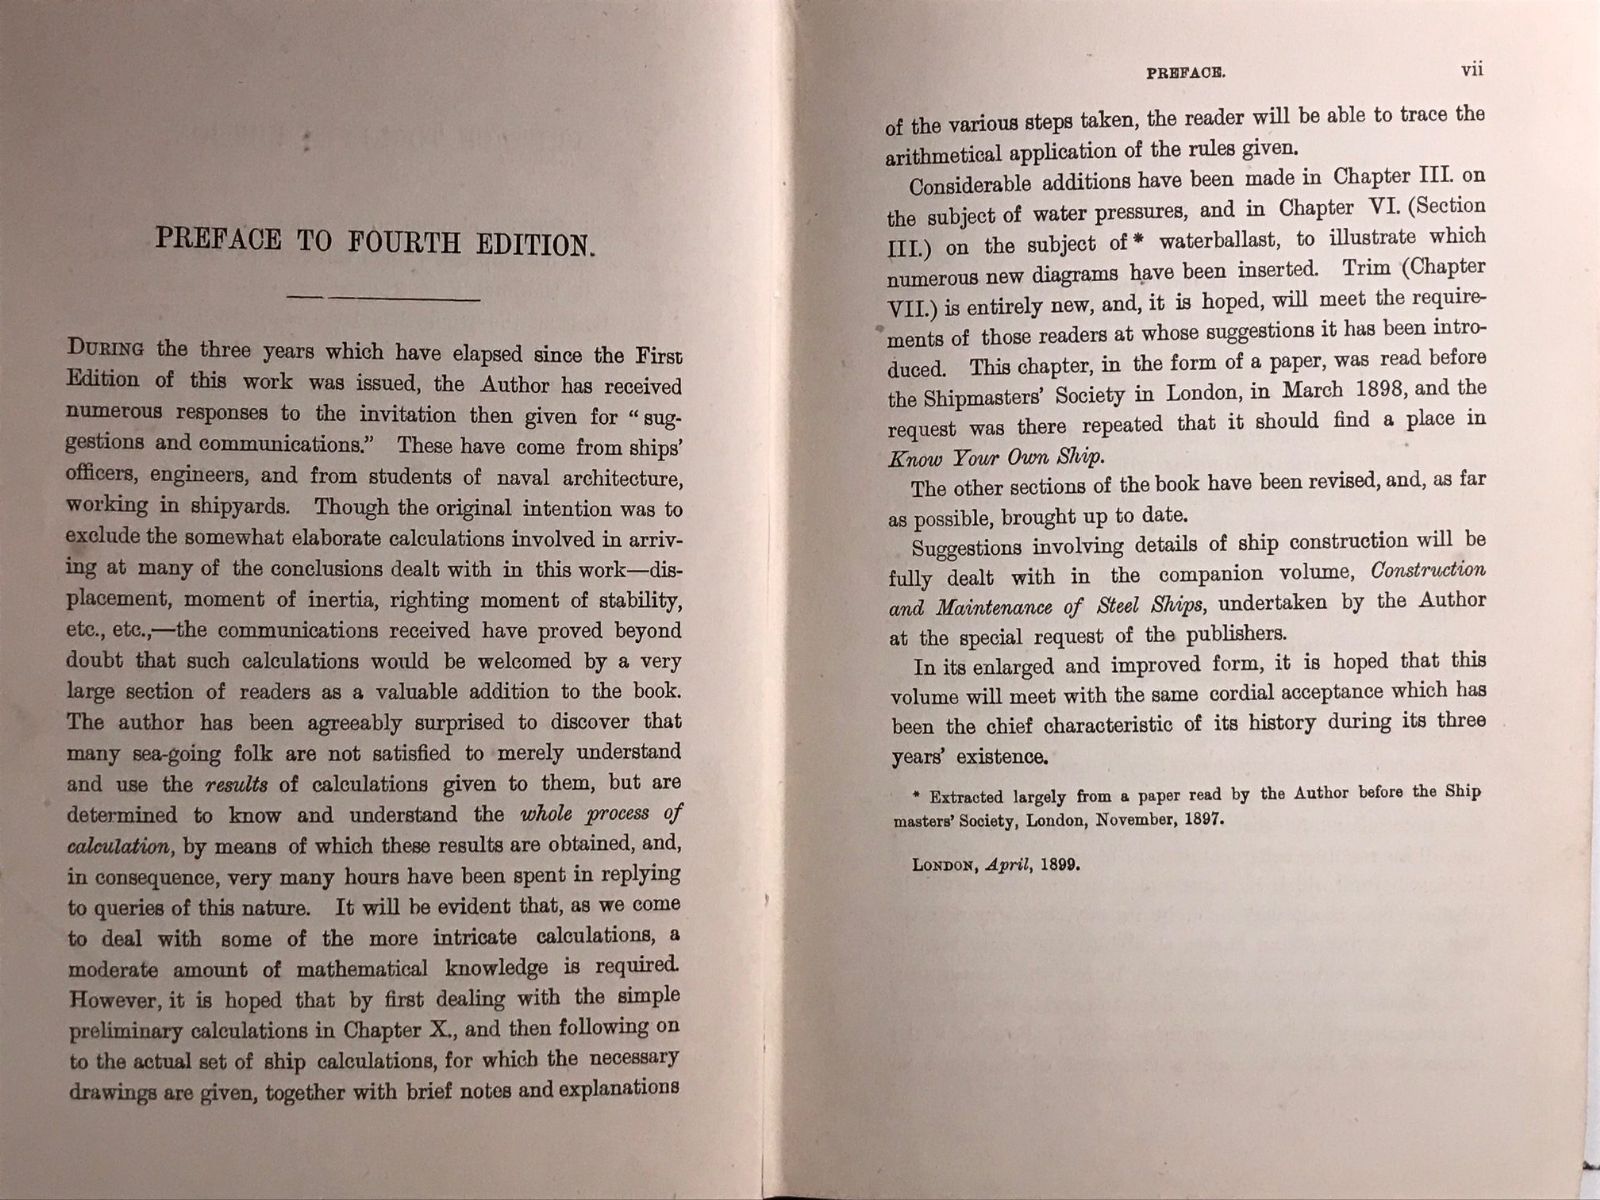 PREFACE TO FOURTH EDITION.
DURING the three years which have elapsed since the First
Edition of this work was issued, the Author has received
numerous responses to the invitation then given for “ sug-
gestions and communications.” These have come from ships’
officers, engineers, and from students of naval architecture,
working in shipyards. Though the original intention was to
exclude the somewhat elaborate calculations involved in arriv-
ing at many of the conclusions dealt with in this work—dis-
placement, moment of inertia, righting moment of stability,
etc., etc.,—the communications received have proved beyond
doubt that such calculations would be welcomed by a very
large section of readers as a valuable addition to the book.
The author has been agreeably surprised to discover that
many sea-going folk are not satisfied to merely understand
and use the results of calculations given to them, but are
determined to know and understand the whole process of
calculation, by means of which these results are obtained, and,
in consequence, very many hours have been spent in replying
to queries of this nature. It will be evident that, as we come
to deal with some of the more intricate calculations, a
moderate amount of mathematical knowledge is required.
However, it is hoped that by first dealing with the simple
preliminary calculations in Chapter X., and then following on
to the actual set of ship calculations, for which the necessary
drawings are given, together with brief notes and explanations
PREFACE. vii
of the various steps taken, the reader will be able to trace the
arithmetical application of the rules given.
Considerable additions have been made in Chapter III. on
the subject of water pressures, and in Chapter VI. (Section
III.) on the subject of * waterballast, to illustrate which
numerous new diagrams have been inserted. Trim (Chapter
VII.) is entirely new, and, it is hoped, will meet the require-
ments of those readers at whose suggestions it has been intro-
duced. This chapter, in the form of a paper, was read before
the Shipmasters’ Society in London, in March 1898, and the
request was there repeated that it should find a place in
Know Your Own Ship.
The other sections of the book have been revised, and, as far
as possible, brought up to date.
Suggestions involving details of ship construction will be
fully dealt with in the companion volume, Construction
and Maintenance of Steel Ships, undertaken by the Author
at the special request of the publishers.
In its enlarged and improved form, it is hoped that this
volume will meet with the same cordial acceptance which has
been the chief characteristic of its history during its three
years’ existence.
* Extracted largely from a paper read by the Author before the Ship
masters’ Society, London, November, 1897.
LONDON, April, 1899.